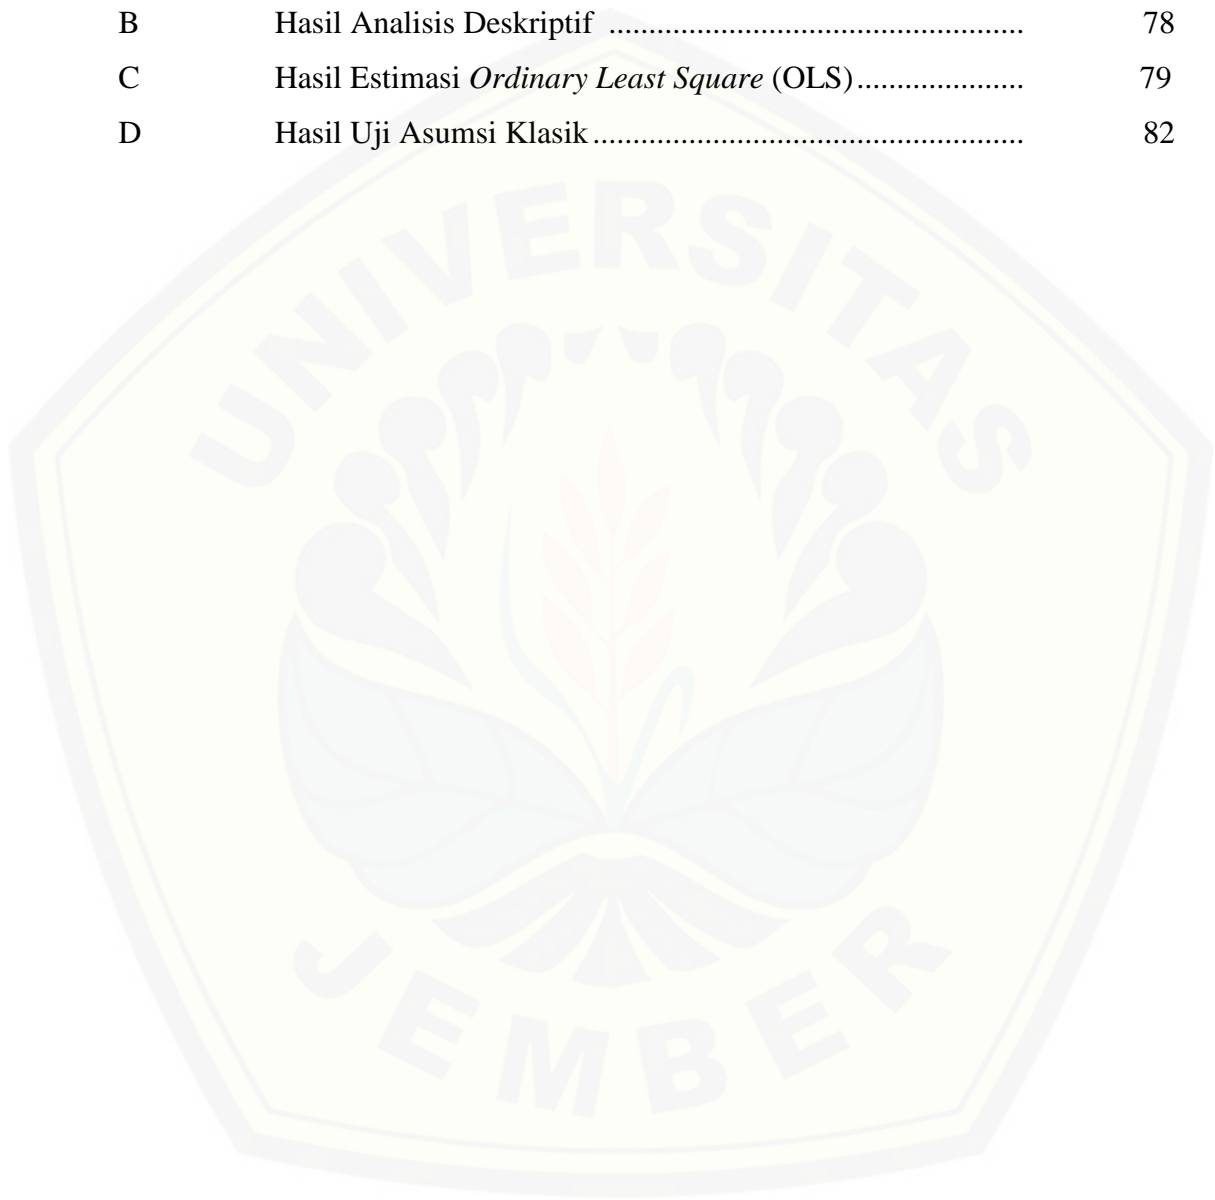 B Hasil Analisis Deskriptif .................................................... 78
C Hasil Estimasi Ordinary Least Square (OLS)..................... 79
D Hasil Uji Asumsi Klasik...................................................... 82
UNIVERSITAS
JEMBER